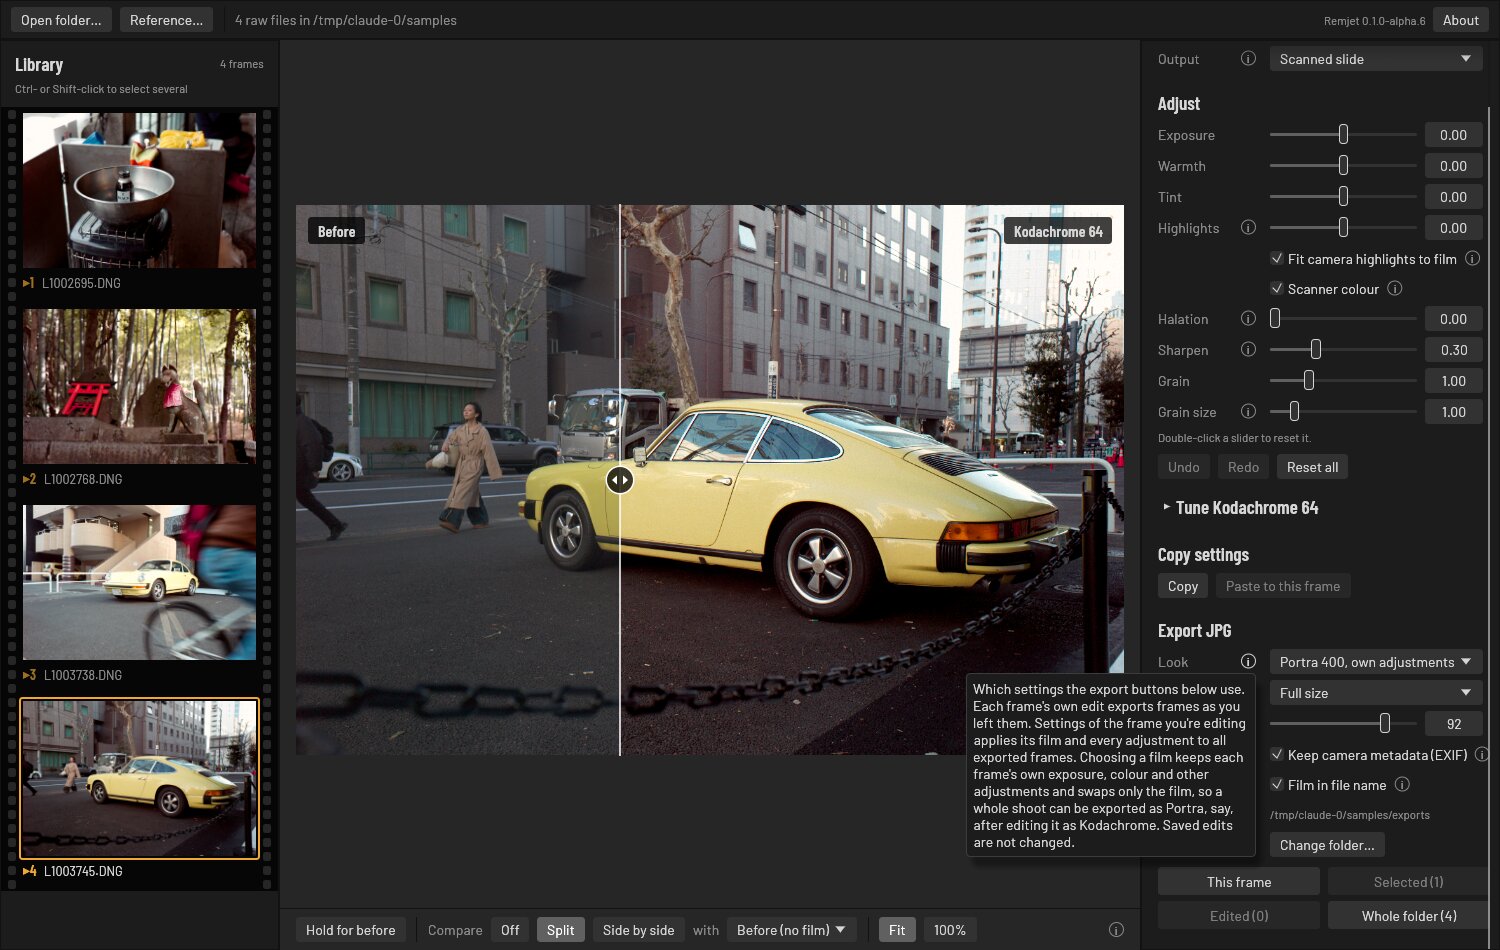 Open folder...
Reference...
4 raw files in /tmp/claude-0/samples
Remjet 0.1.0-alpha.6
About
Library
4 frames
Ctrl- or Shift-click to select several
1 L1002695.DNG
2 L1002768.DNG
3 L1003738.DNG
4 L1003745.DNG
Before
Kodachrome 64
Hold for before
Compare
Off
Split
Side by side
with
Before (no film)
Fit
100%
Output
Scanned slide
Adjust
Exposure 0.00
Warmth 0.00
Tint 0.00
Highlights 0.00
Fit camera highlights to film
Scanner colour
Halation 0.00
Sharpen 0.30
Grain 1.00
Grain size 1.00
Double-click a slider to reset it.
Undo
Redo
Reset all
Tune Kodachrome 64
Copy settings
Copy
Paste to this frame
Export JPG
Look
Portra 400, own adjustments
Full size
92
Which settings the export buttons below use.
Each frame's own edit exports frames as you
left them. Settings of the frame you're editing
applies its film and every adjustment to all
exported frames. Choosing a film keeps each
frame's own exposure, colour and other
adjustments and swaps only the film, so a
whole shoot can be exported as Portra, say,
after editing it as Kodachrome. Saved edits
are not changed.
Keep camera metadata (EXIF)
Film in file name
/tmp/claude-0/samples/exports
Change folder...
This frame
Selected (1)
Edited (0)
Whole folder (4)